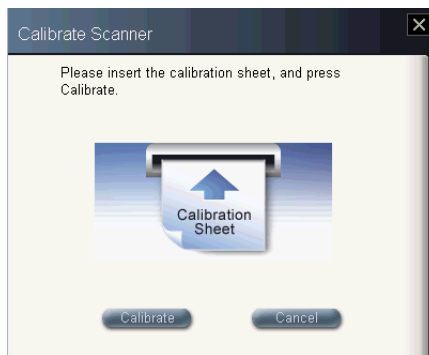 Calibrate Scanner
Please insert the calibration sheet, and press
Calibrate.
Calibration
Sheet
Calibrate
Cancel